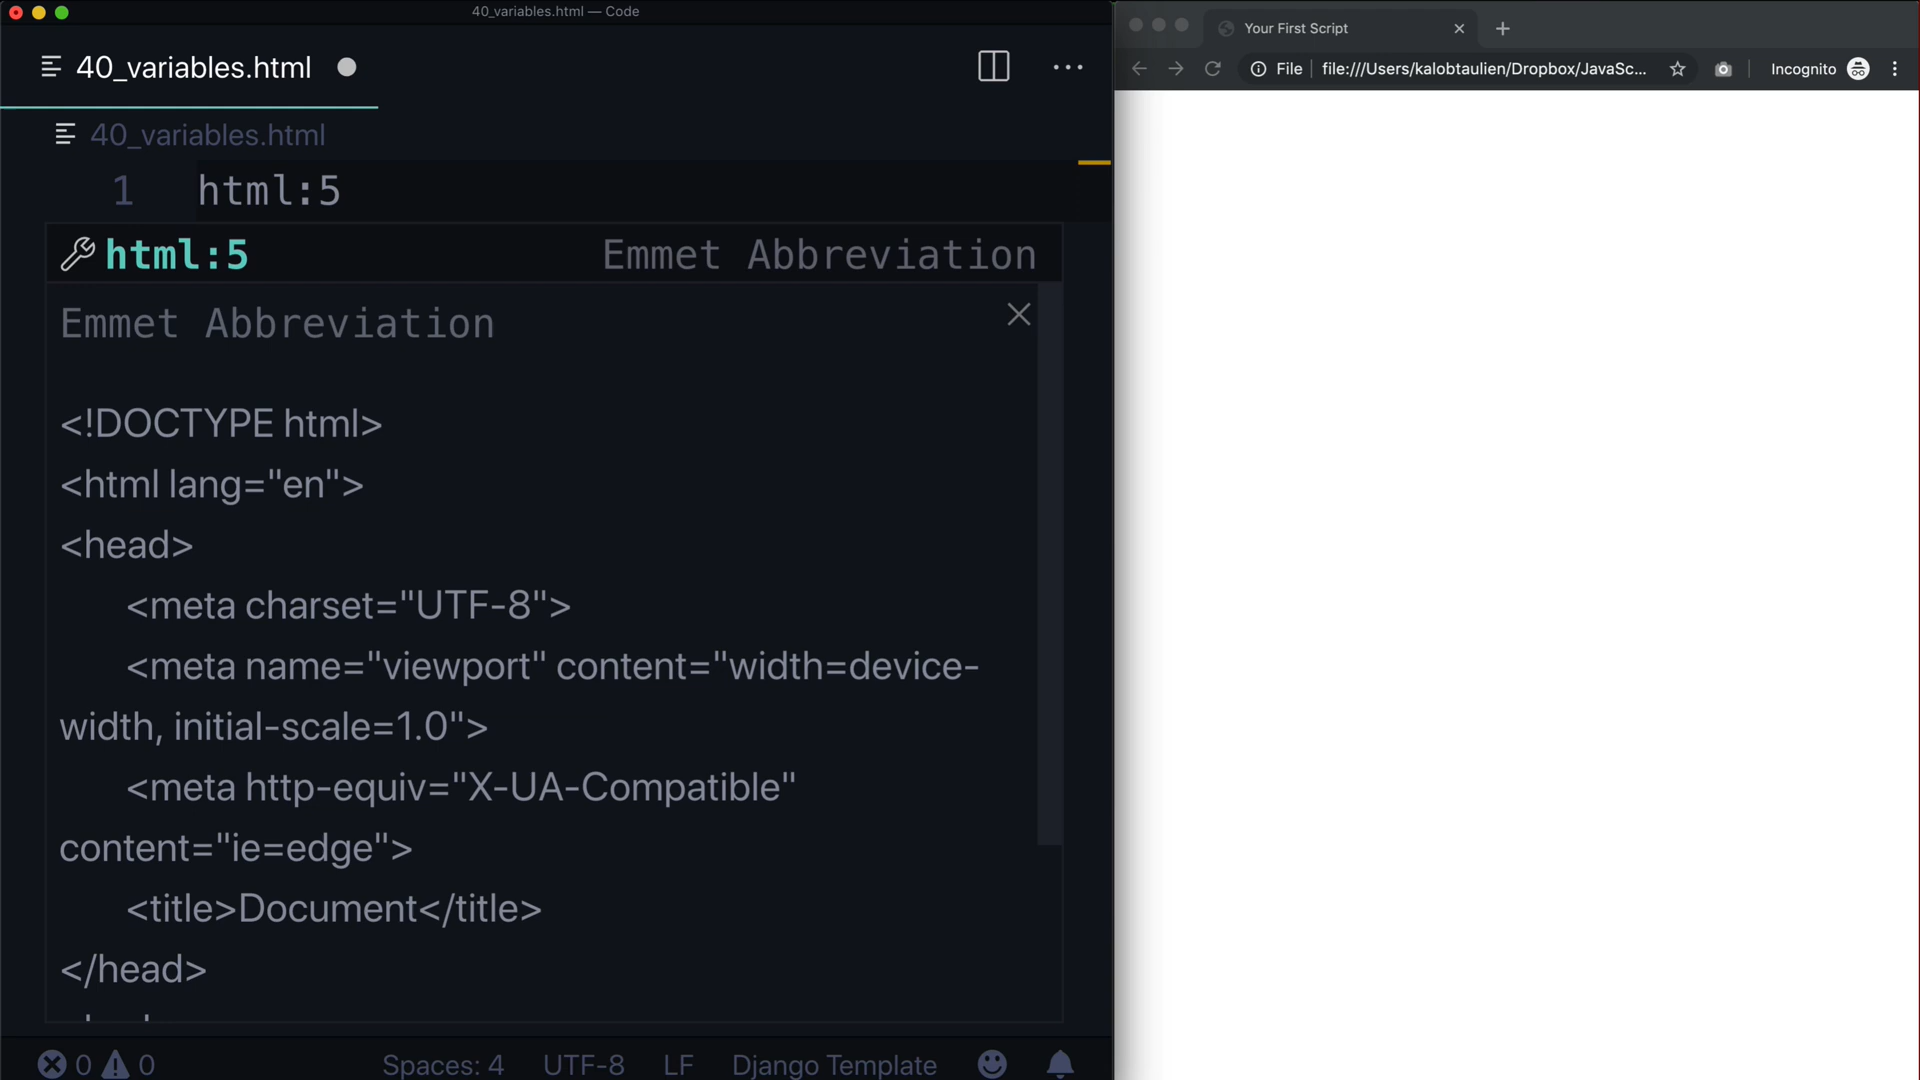 40_variables.html — Code
40_variables.html
40_variables.html
1 html:5
html:5 Emmet Abbreviation
Emmet Abbreviation
<!DOCTYPE html>
<html lang="en">
<head>
<meta charset="UTF-8">
<meta name="viewport" content="width=device-
width, initial-scale=1.0">
<meta http-equiv="X-UA-Compatible"
content="ie=edge">
<title>Document</title>
</head>
0 0 Spaces: 4 UTF-8 LF Django Template
Your First Script
File file:///Users/kalobtaulien/Dropbox/JavaSc... Incognito